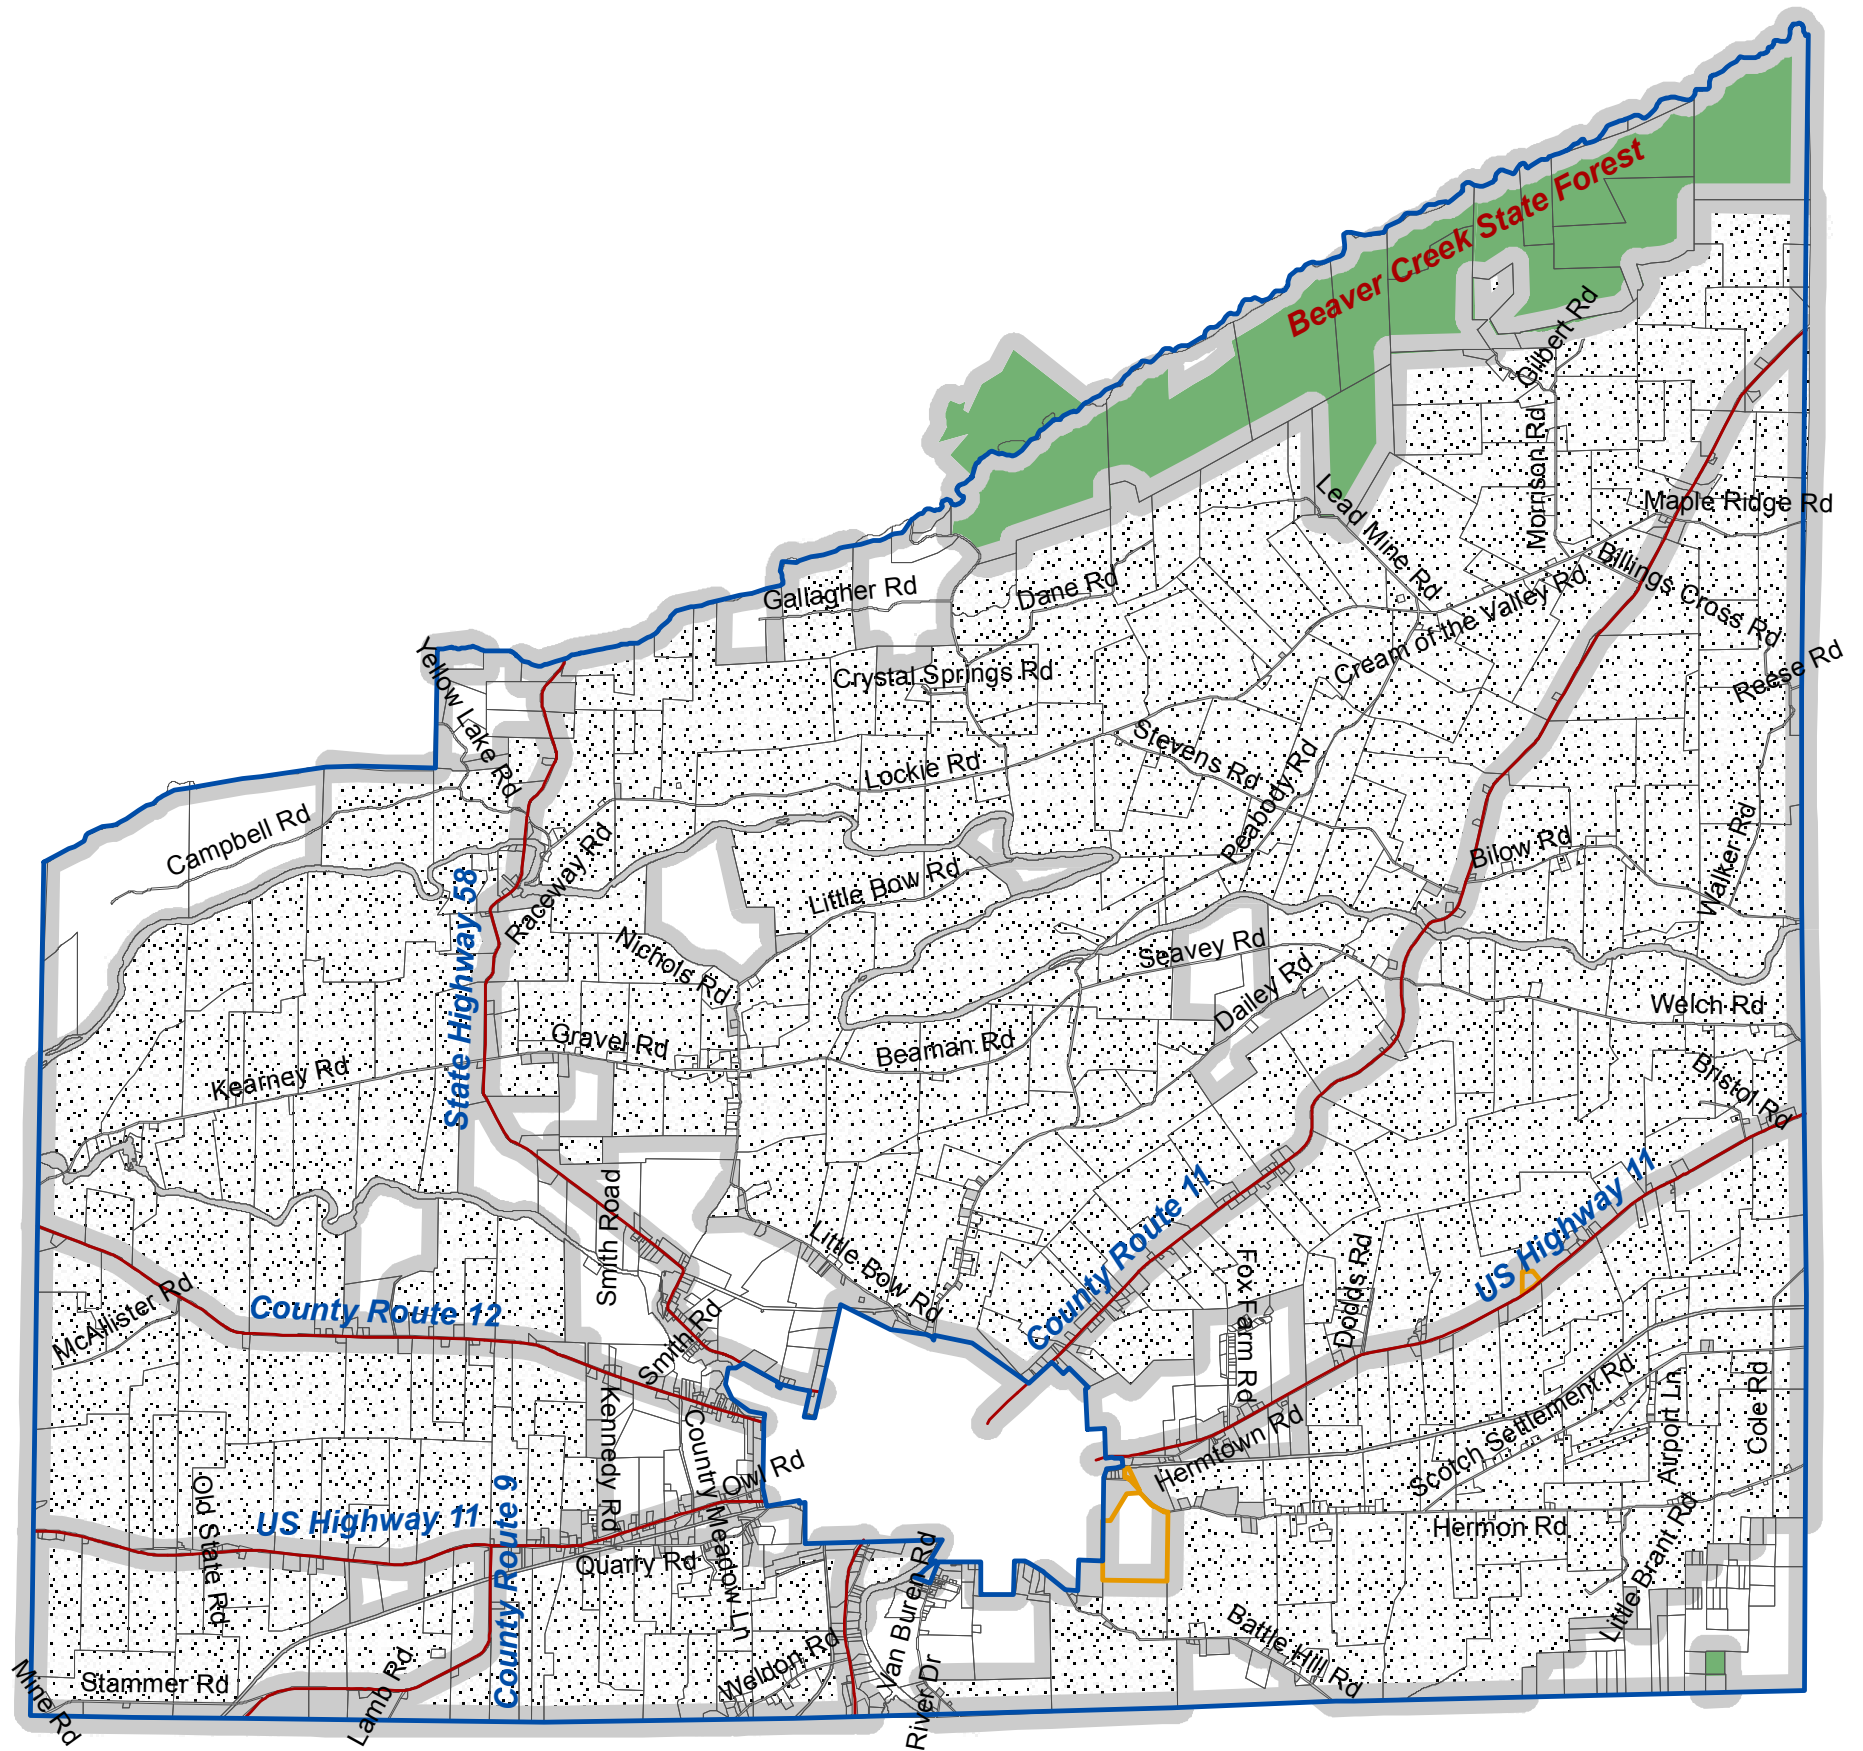 Beaver Creek State Forest
Gilbert Rd
Morrison Rd
Maple Ridge Rd
Lead Mine Rd
Billings Cross Rd
Cream of the Valley Rd
Gallagher Rd
Dane Rd
Reese Rd
Yellow Lake Rd
Crystal Springs Rd
Stevens Rd
Lockie Rd
Peabody Rd
Campbell Rd
Raceway Rd
Bilow Rd
Walker Rd
Little Bow Rd
State Highway 58
Nichols Rd
Seavey Rd
Dailey Rd
Welch Rd
Gravel Rd
Beaman Rd
Kearney Rd
Bristol Rd
Smith Road
County Route 11
US Highway 11
Little Bow Rd
Fox Farm Rd
Dodds Rd
McAllister Rd
County Route 12
Smith Rd
Kennedy Rd
Country Meadow Ln
Owl Rd
Hermtown Rd
Scotch Settlement Rd
Airport Ln
Cole Rd
Old State Rd
US Highway 11
County Route 9
Quarry Rd
Hermon Rd
Little Brant Rd
Van Buren Rd
Battle Hill Rd
Weldon Rd
River Dr
Mine Rd
Stammer Rd
Lamb Rd